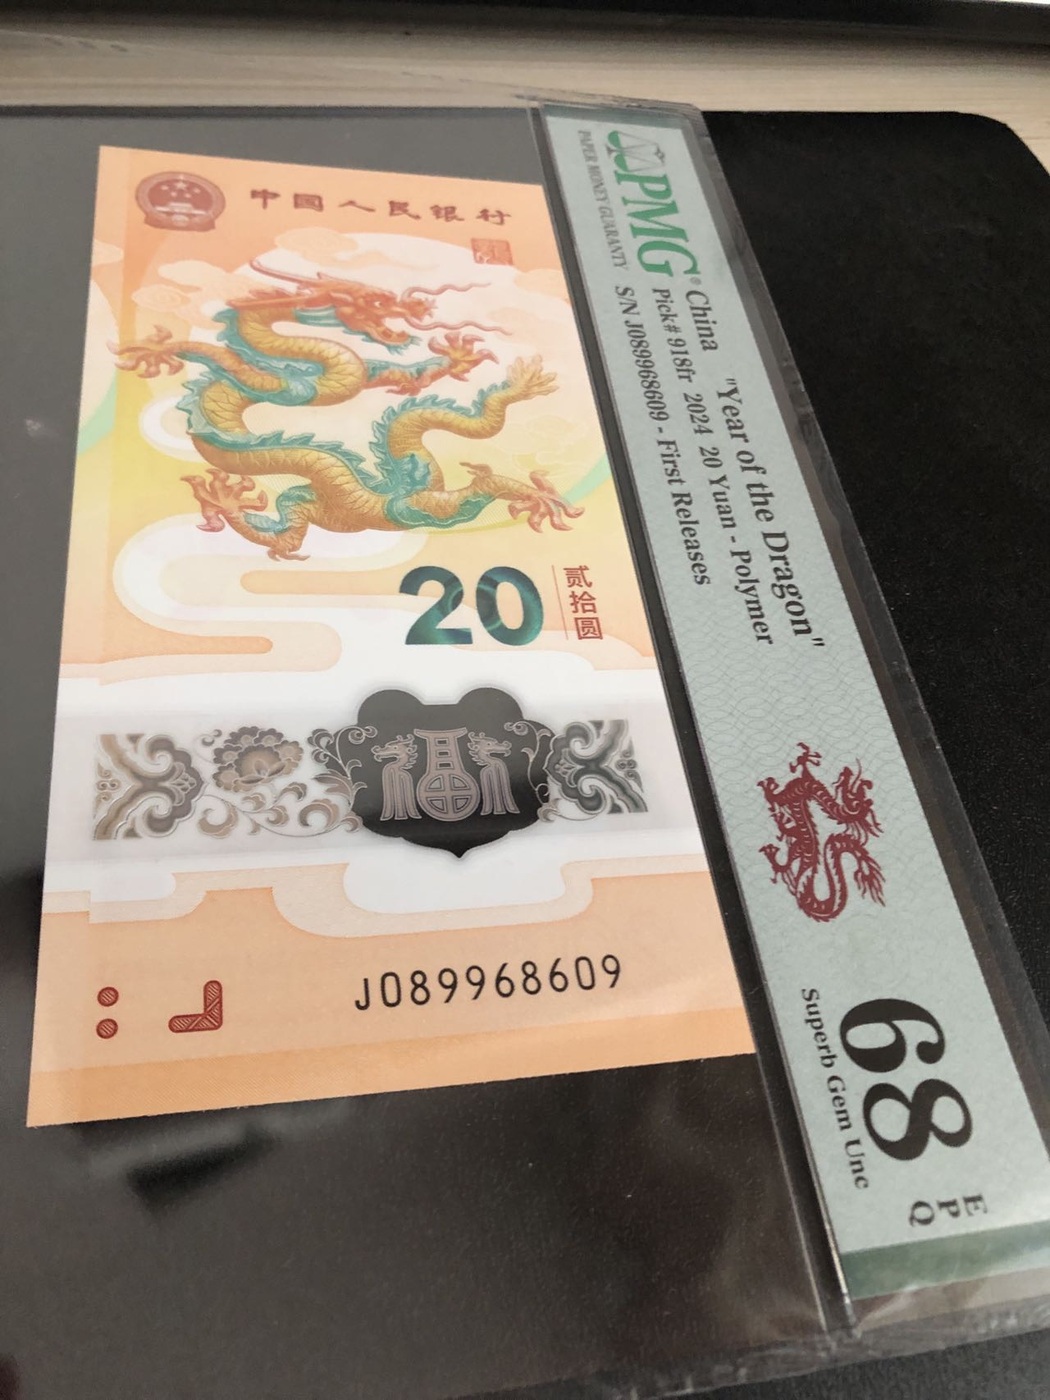 中国人民银行
20
贰拾圆
福
J089968609
PMG®
PAPER MONEY GUARANTY
China "Year of the Dragon"
Pick# 918fr 2024 20 Yuan - Polymer
S/N J089968609 - First Releases
68
EPQ
Superb Gem Unc